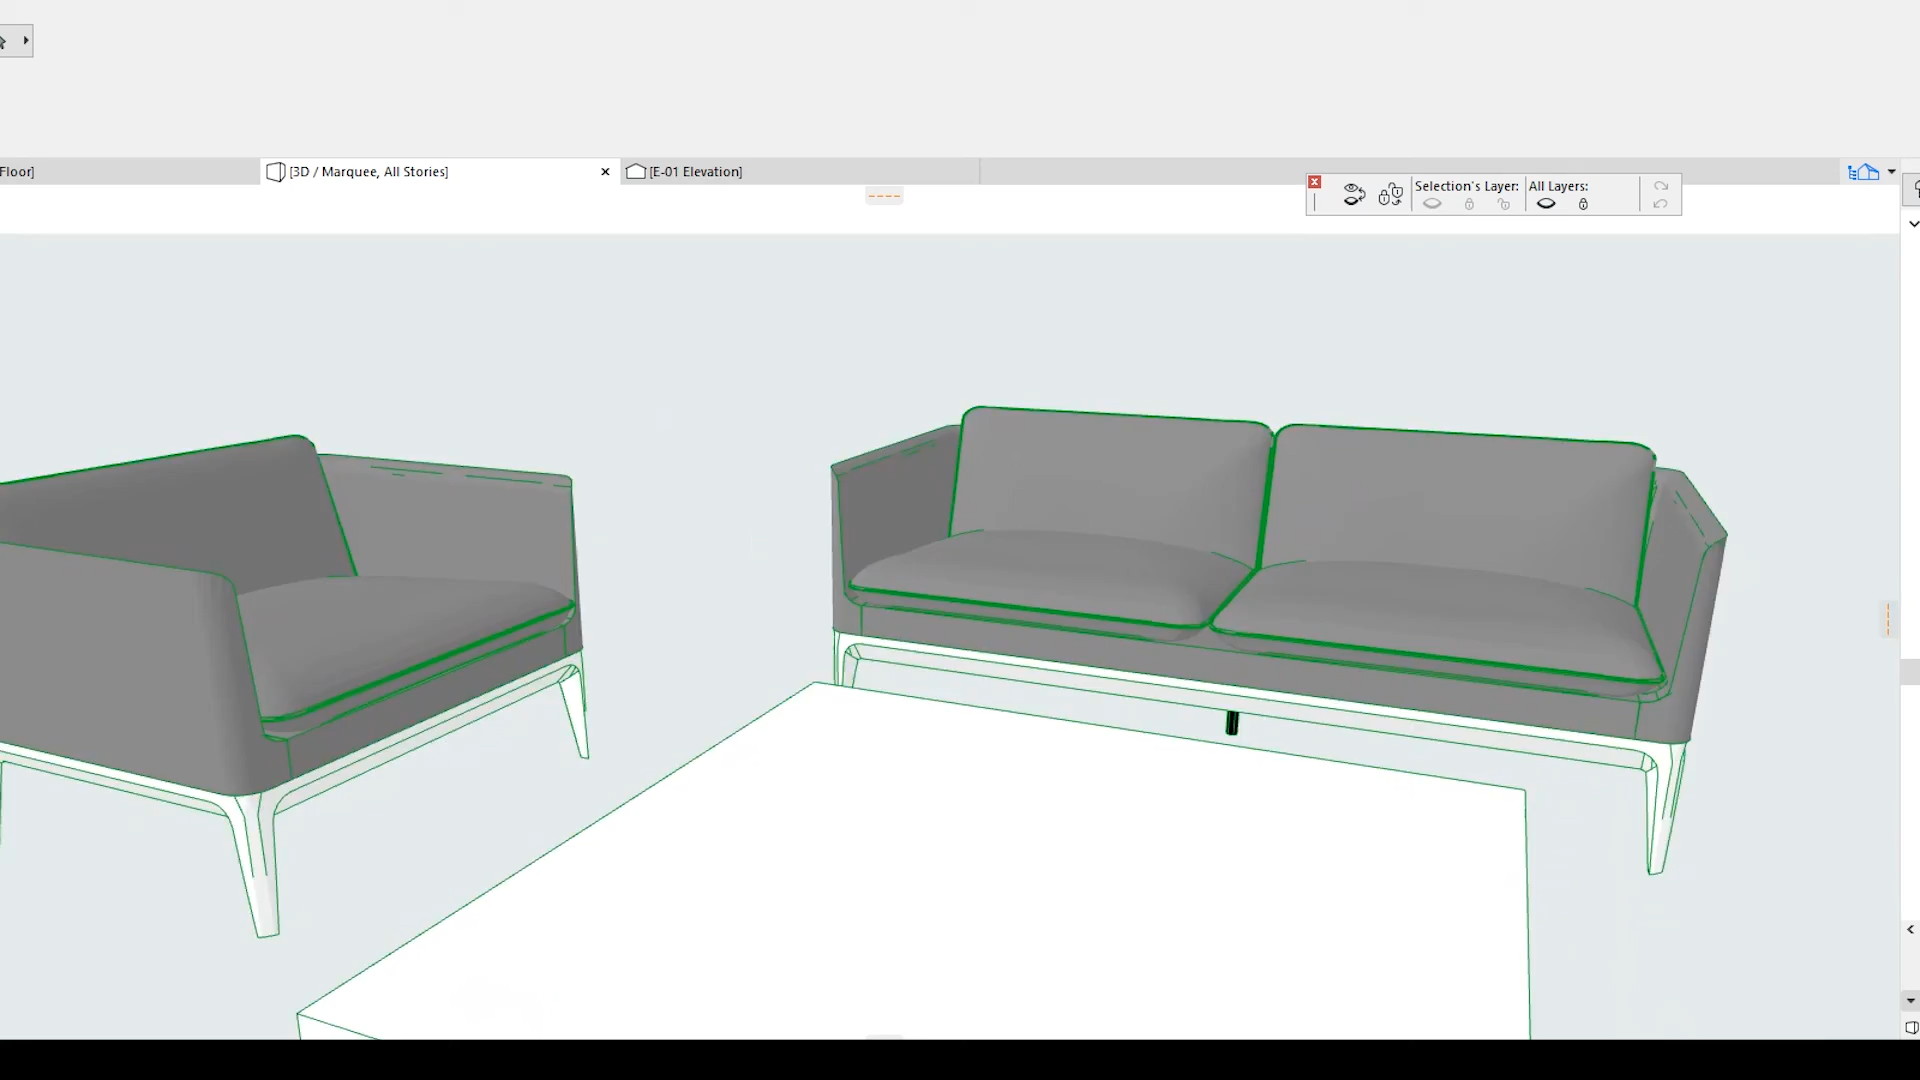 Floor]
[3D / Marquee, All Stories]
[E-01 Elevation]
Selection's Layer:
All Layers: